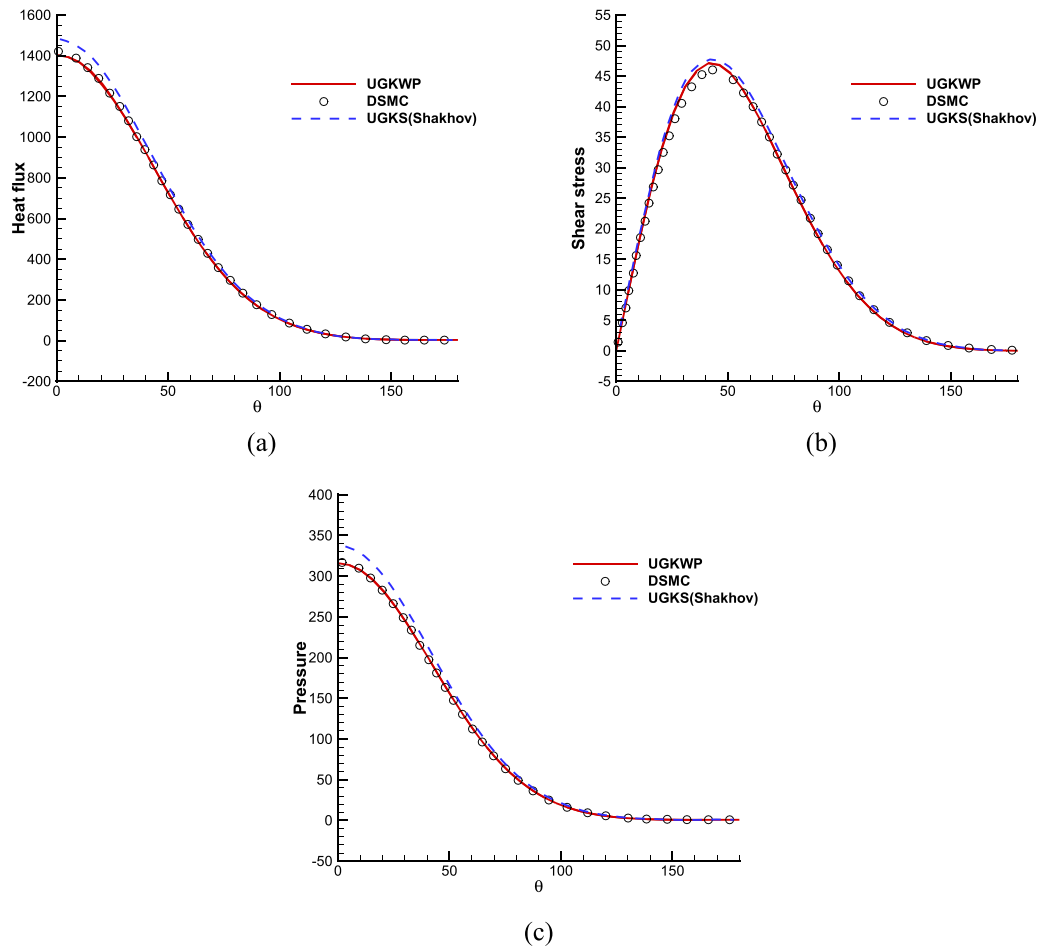 1600
1400
1200
1000
800
600
400
200
0
-200
Heat flux
0 50 100 150
θ
UGKWP
DSMC
UGKS(Shakhov)
(a)
55
50
45
40
35
30
25
20
15
10
5
0
-5
Shear stress
0 50 100 150
θ
UGKWP
DSMC
UGKS(Shakhov)
(b)
400
350
300
250
200
150
100
50
0
-50
Pressure
0 50 100 150
θ
UGKWP
DSMC
UGKS(Shakhov)
(c)